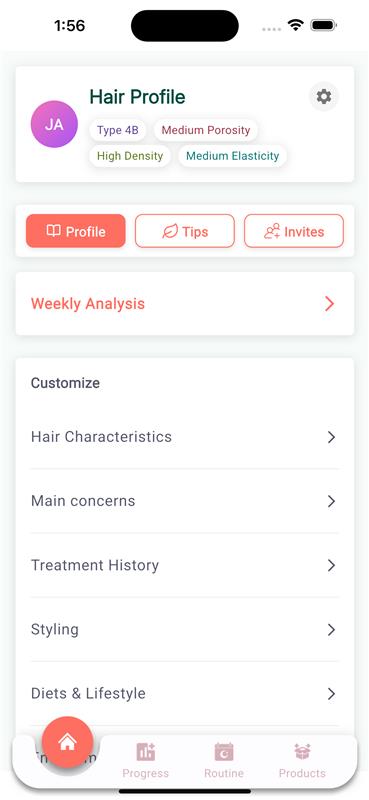 1:56
Hair Profile
JA
Type 4B Medium Porosity
High Density Medium Elasticity
Profile Tips Invites
Weekly Analysis
Customize
Hair Characteristics
Main concerns
Treatment History
Styling
Diets & Lifestyle
Progress Routine Products